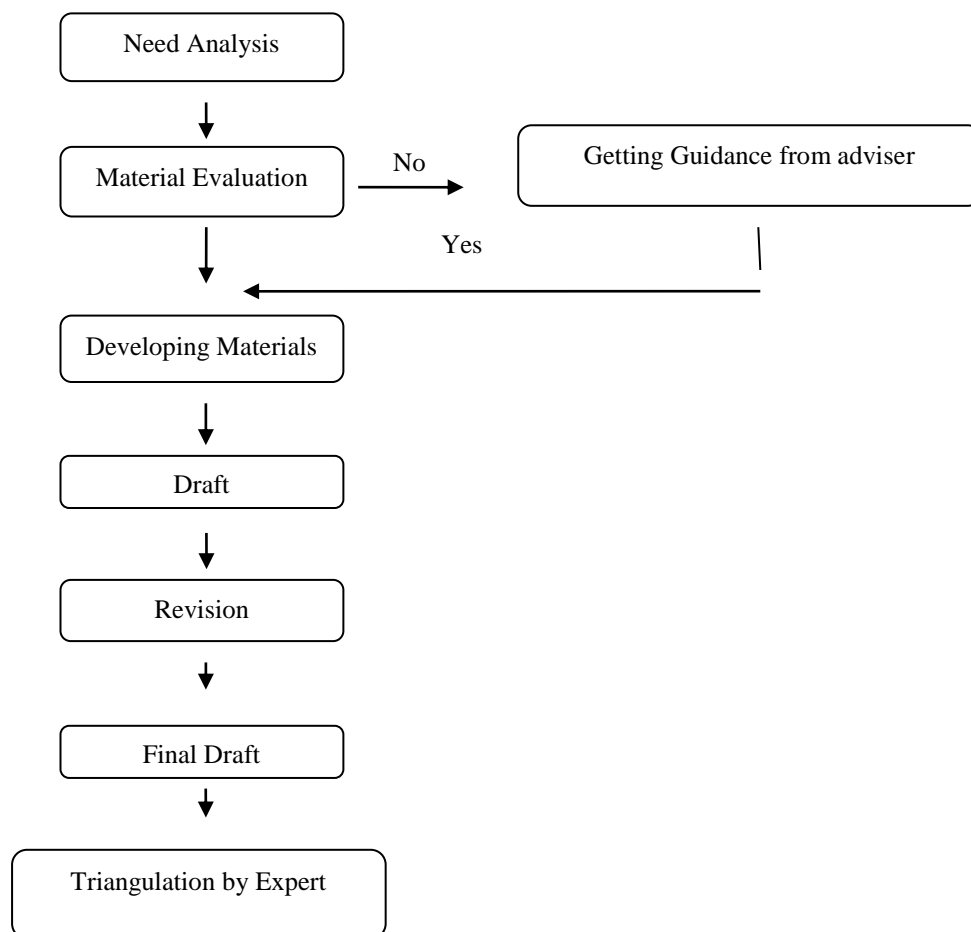 Need Analysis
No
Getting Guidance from adviser
Material Evaluation
Yes
Developing Materials
Draft
Revision
Final Draft
Triangulation by Expert